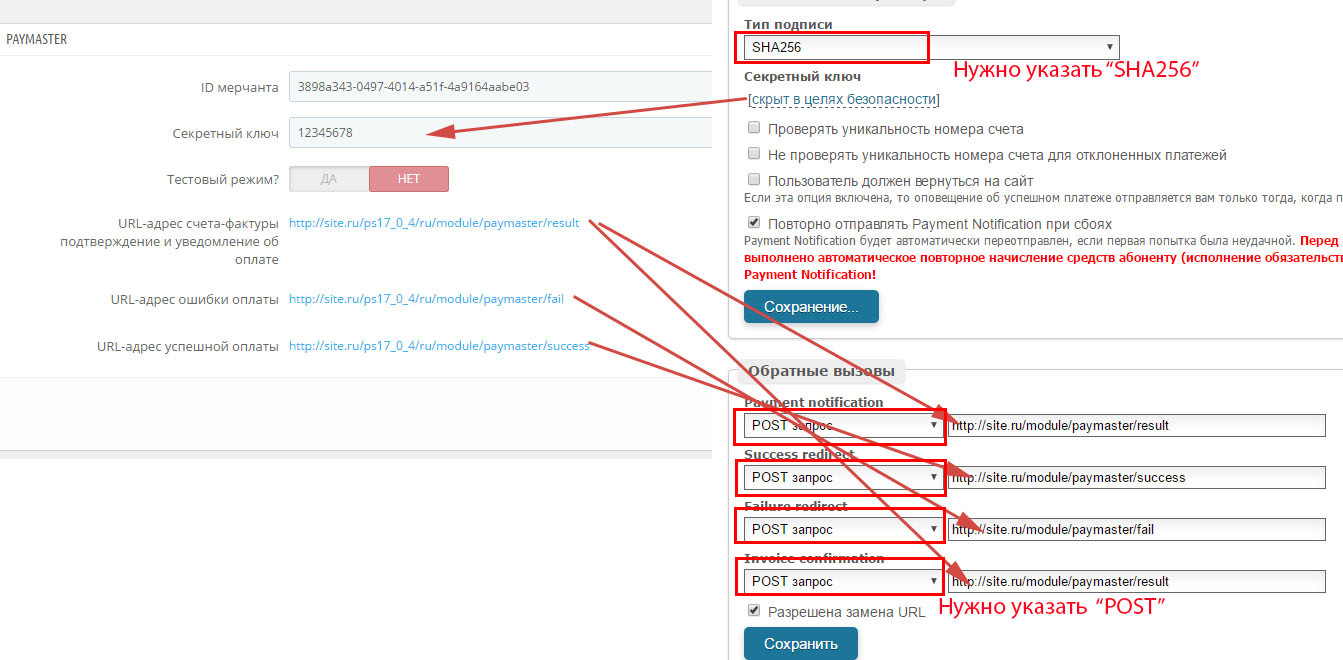 PAYMASTER
ID мерчанта
3898a343-0497-4014-a51f-4a9164aabe03
Секретный ключ
12345678
Тестовый режим?
ДА
НЕТ
URL-адрес счета-фактуры
подтверждение и уведомление об
оплате
http://site.ru/ps17_0_4/ru/module/paymaster/result
URL-адрес ошибки оплаты
http://site.ru/ps17_0_4/ru/module/paymaster/fail
URL-адрес успешной оплаты
http://site.ru/ps17_0_4/ru/module/paymaster/success
Тип подписи
SHA256
Нужно указать “SHA256”
Секретный ключ
[скрыт в целях безопасности]
Проверять уникальность номера счета
Не проверять уникальность номера счета для отклоненных платежей
Пользователь должен вернуться на сайт
Если эта опция включена, то оповещение об успешном платеже отправляется вам только тогда, когда п
Повторно отправлять Payment Notification при сбоях
Payment Notification будет автоматически переотправлен, если первая попытка была неудачной. Перед
выполнено автоматическое повторное начисление средств абоненту (исполнение обязательств
Payment Notification!
Сохранение...
Обратные вызовы
Payment notification
POST запрос
http://site.ru/module/paymaster/result
Success redirect
POST запрос
http://site.ru/module/paymaster/success
Failure redirect
POST запрос
http://site.ru/module/paymaster/fail
Invoice confirmation
POST запрос
http://site.ru/module/paymaster/result
Нужно указать “POST”
Разрешена замена URL
Сохранить